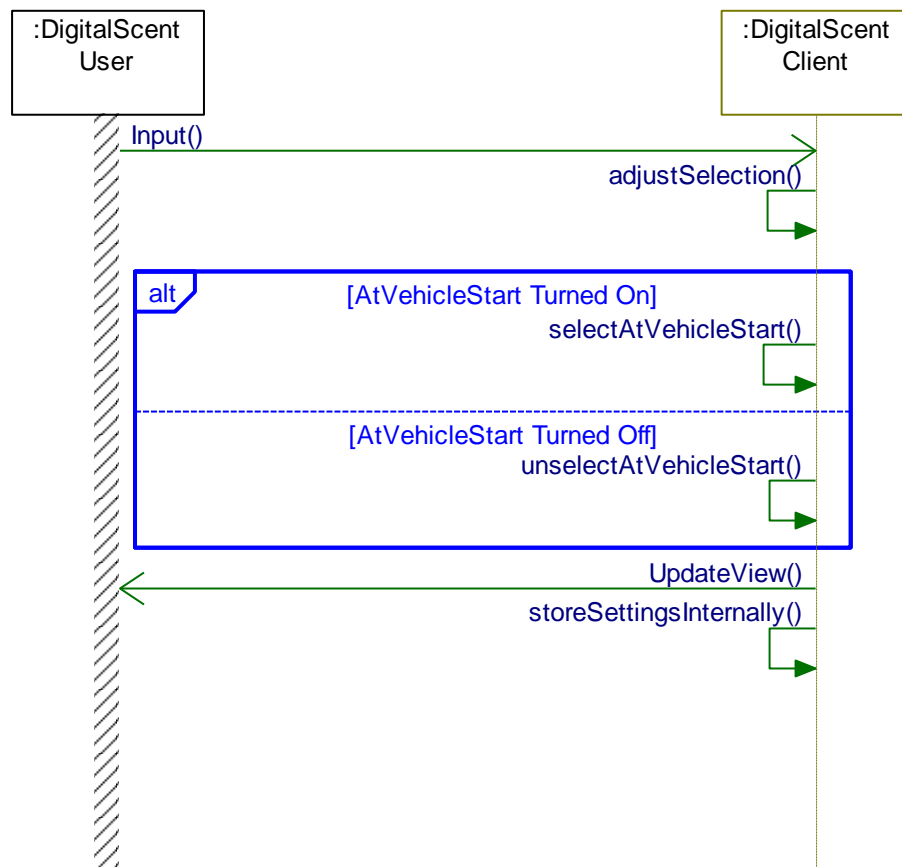 :DigitalScent
User
:DigitalScent
Client
Input()
adjustSelection()
alt
[AtVehicleStart Turned On]
selectAtVehicleStart()
[AtVehicleStart Turned Off]
unselectAtVehicleStart()
UpdateView()
storeSettingsInternally()